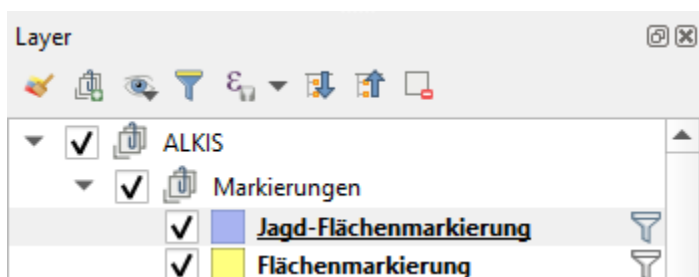 Layer
ALKIS
Markierungen
Jagd-Flächenmarkierung
Flächenmarkierung